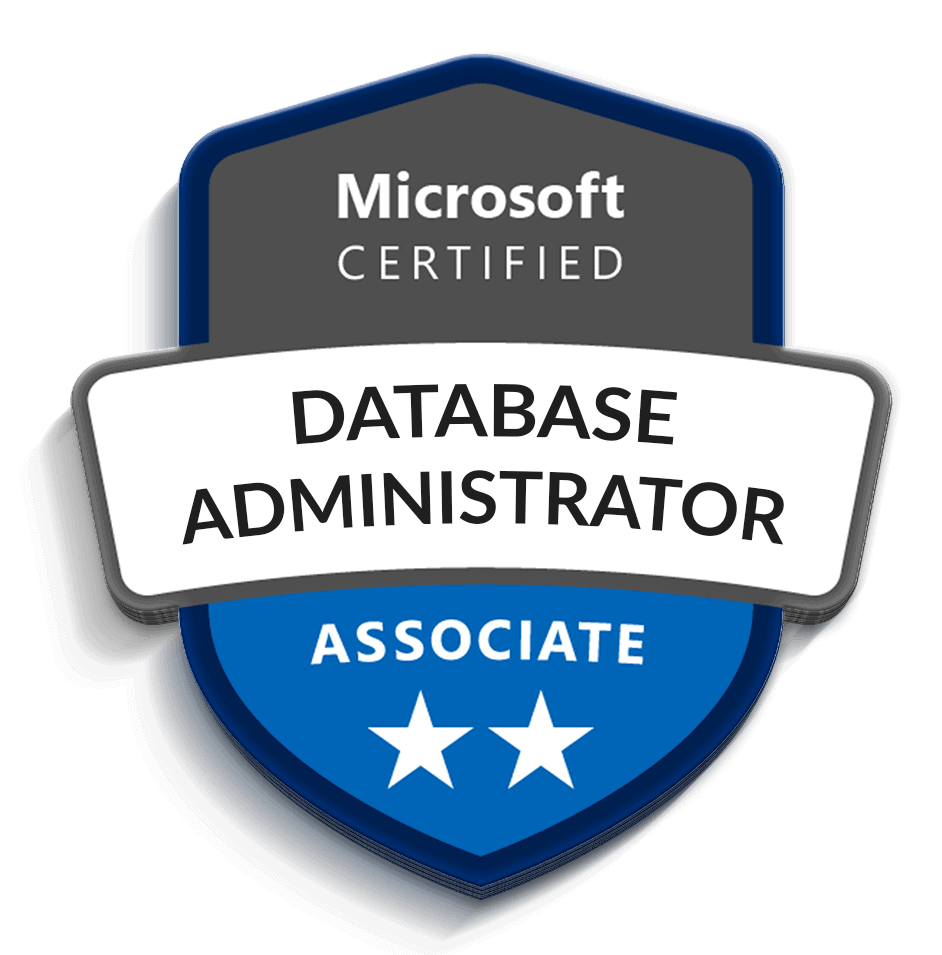 Microsoft
CERTIFIED
DATABASE
ADMINISTRATOR
ASSOCIATE